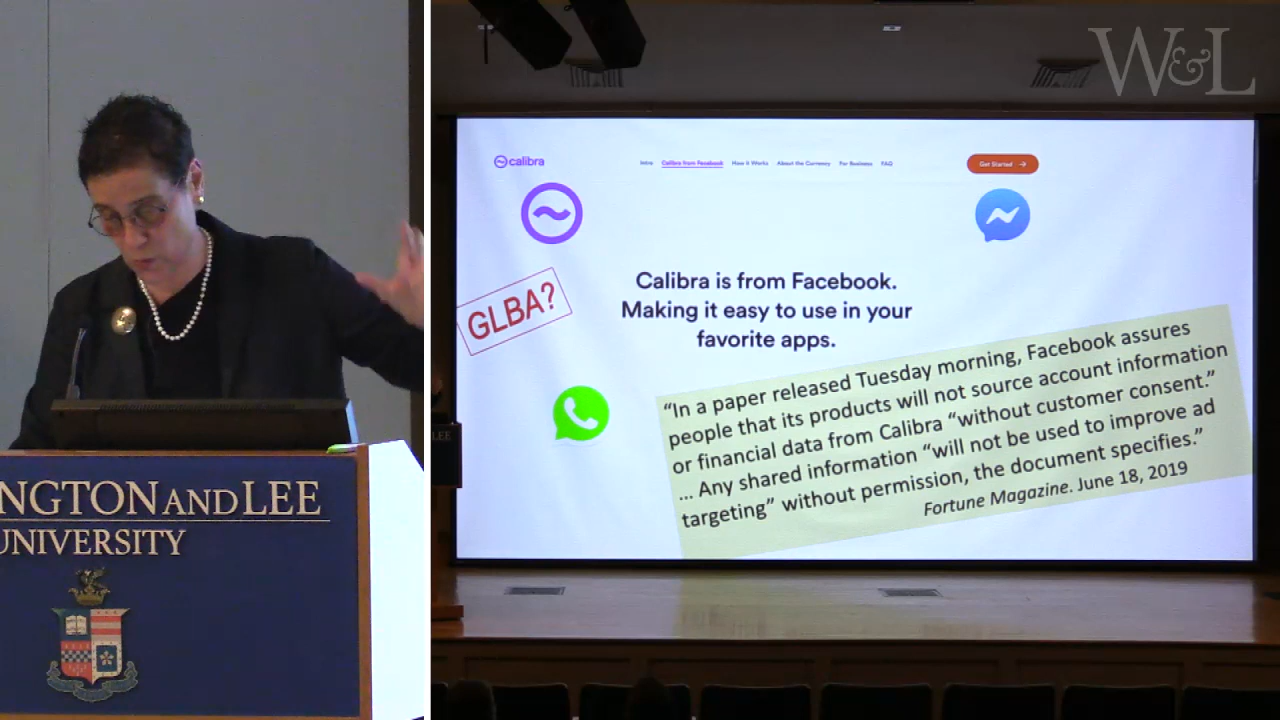 NGTON AND LEE
UNIVERSITY
LEE
W&L
calibra
Intro Calibra from Facebook How it Works About the Currency For Business FAQ
Get Started →
GLBA?
Calibra is from Facebook.
Making it easy to use in your
favorite apps.
“In a paper released Tuesday morning, Facebook assures
people that its products will not source account information
or financial data from Calibra “without customer consent.”
... Any shared information “will not be used to improve ad
targeting” without permission, the document specifies.”
Fortune Magazine. June 18, 2019